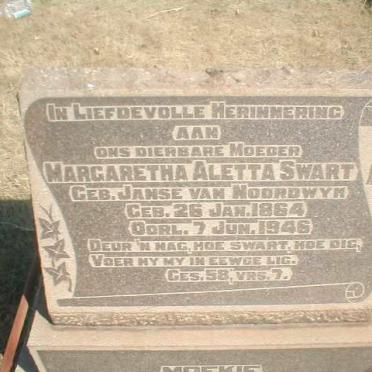 IN LIEFDEVOLLE HERINNERING
AAN
ONS DIERBARE MOEDER
MARGARETHA ALETTA SWART
GEB. JANSE VAN NOORDWYK
GEB. 26 JAN. 1864
OORL. 7 JUN. 1946
DEUR 'N NAG, HOE SWART, HOE DIG,
VOER HY MY IN EEWGE LIG.
GES. 58, VRS. 7.
MOEKIE